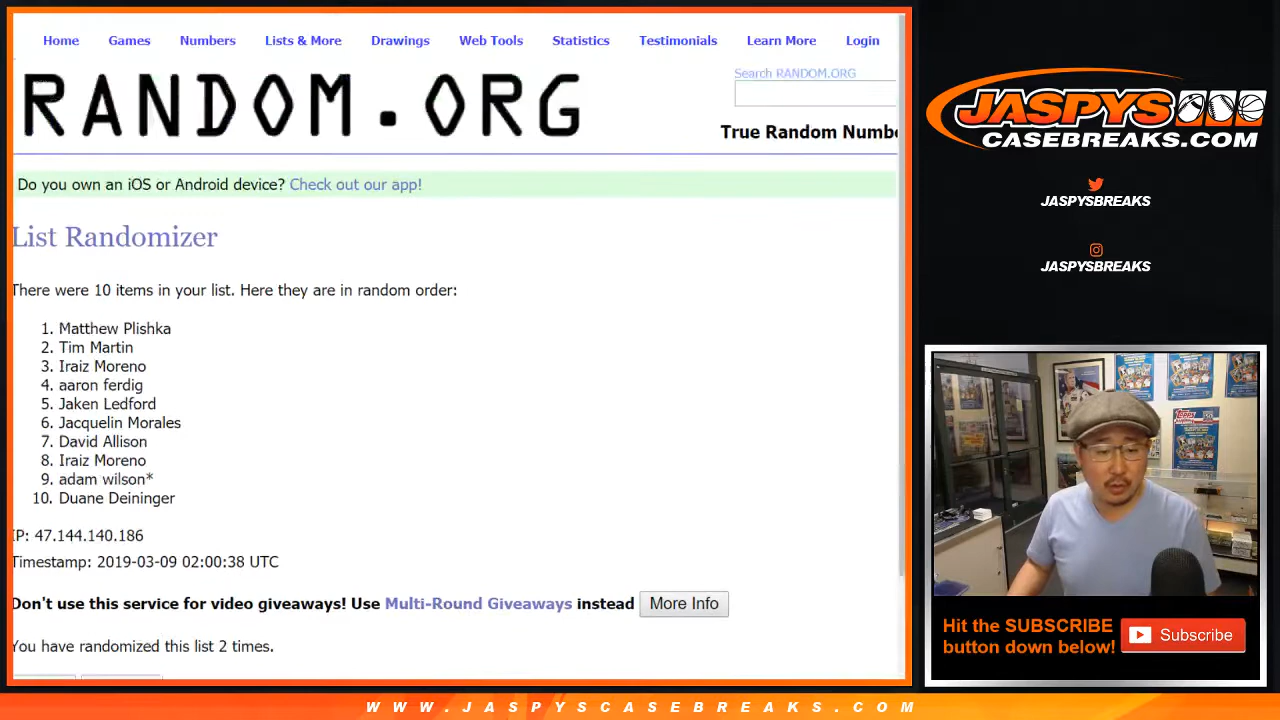 Home Games Numbers Lists & More Drawings Web Tools Statistics Testimonials Learn More Login
RANDOM.ORG
Search RANDOM.ORG
True Random Numbe
Do you own an iOS or Android device? Check out our app!
List Randomizer
There were 10 items in your list. Here they are in random order:
1. Matthew Plishka
2. Tim Martin
3. Iraiz Moreno
4. aaron ferdig
5. Jaken Ledford
6. Jacquelin Morales
7. David Allison
8. Iraiz Moreno
9. adam wilson*
10. Duane Deininger
IP: 47.144.140.186
Timestamp: 2019-03-09 02:00:38 UTC
Don't use this service for video giveaways! Use Multi-Round Giveaways instead More Info
You have randomized this list 2 times.
JASPYS
CASEBREAKS.COM
JASPYSBREAKS
JASPYSBREAKS
Topps
Hit the SUBSCRIBE
button down below!
Subscribe
WWW.JASPYSCASEBREAKS.COM